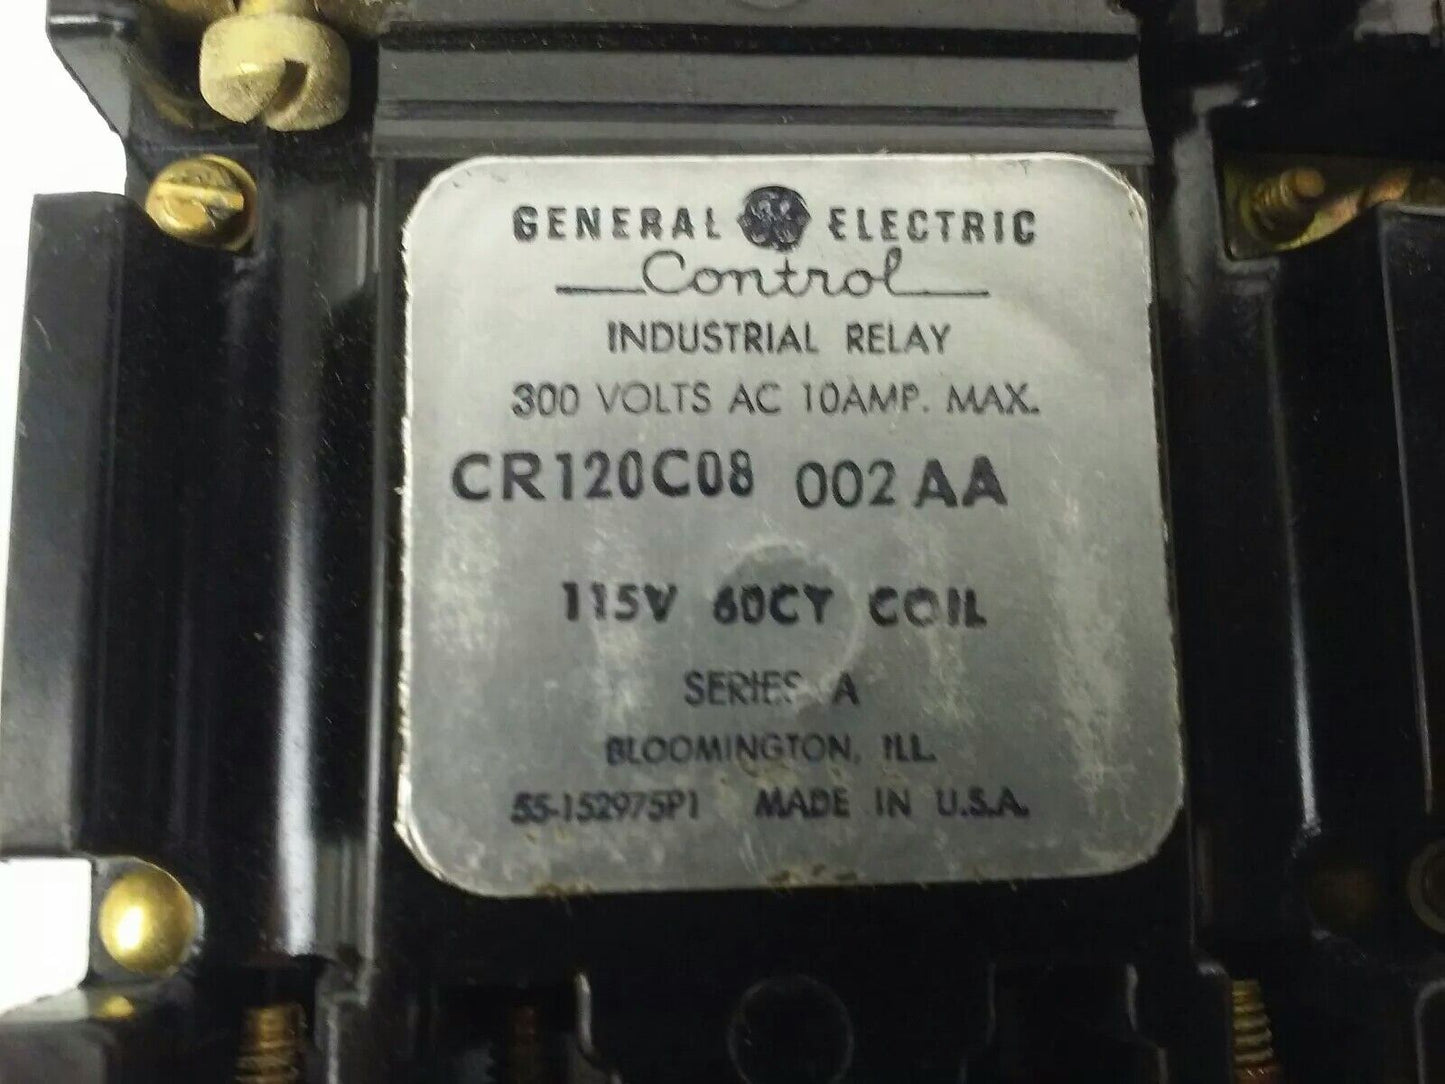 GENERAL GE ELECTRIC
Control
INDUSTRIAL RELAY
300 VOLTS AC 10AMP. MAX.
CR120C08 002AA
115V 60CY COIL
SERIES A
BLOOMINGTON, ILL.
55-152975P1 MADE IN U.S.A.